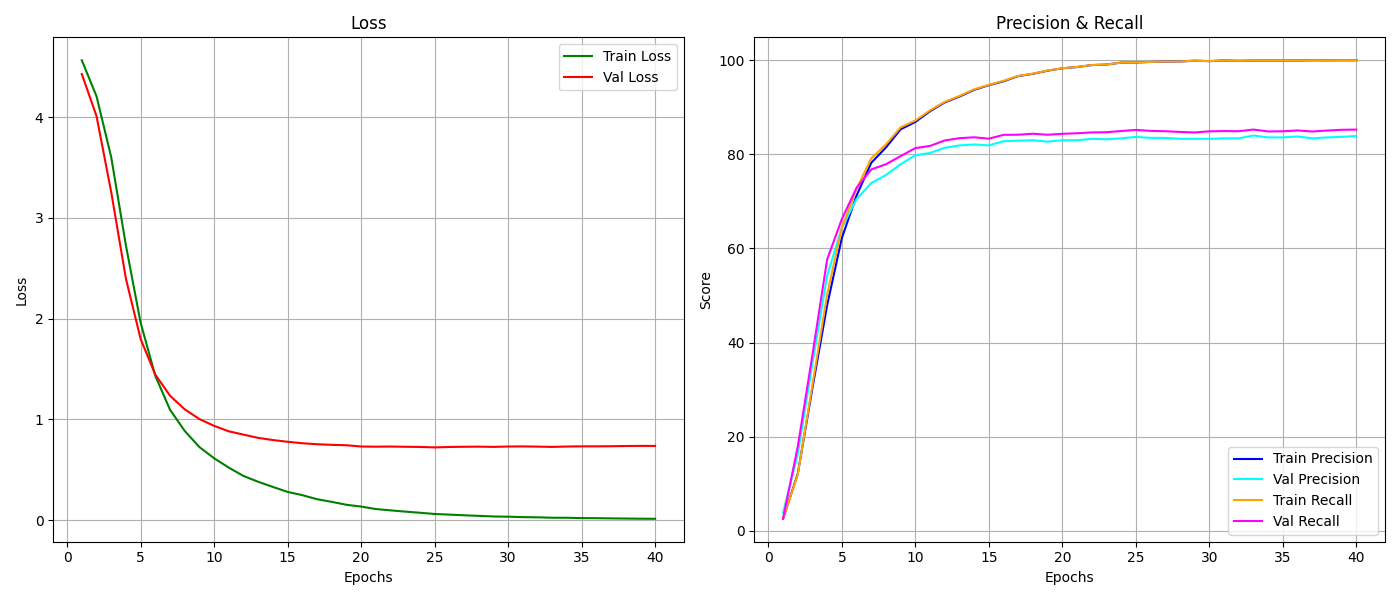 Loss
Train Loss
Val Loss
4
3
2
1
0
Loss
0 5 10 15 20 25 30 35 40
Epochs
Precision & Recall
100
80
60
40
20
0
Score
Train Precision
Val Precision
Train Recall
Val Recall
0 5 10 15 20 25 30 35 40
Epochs